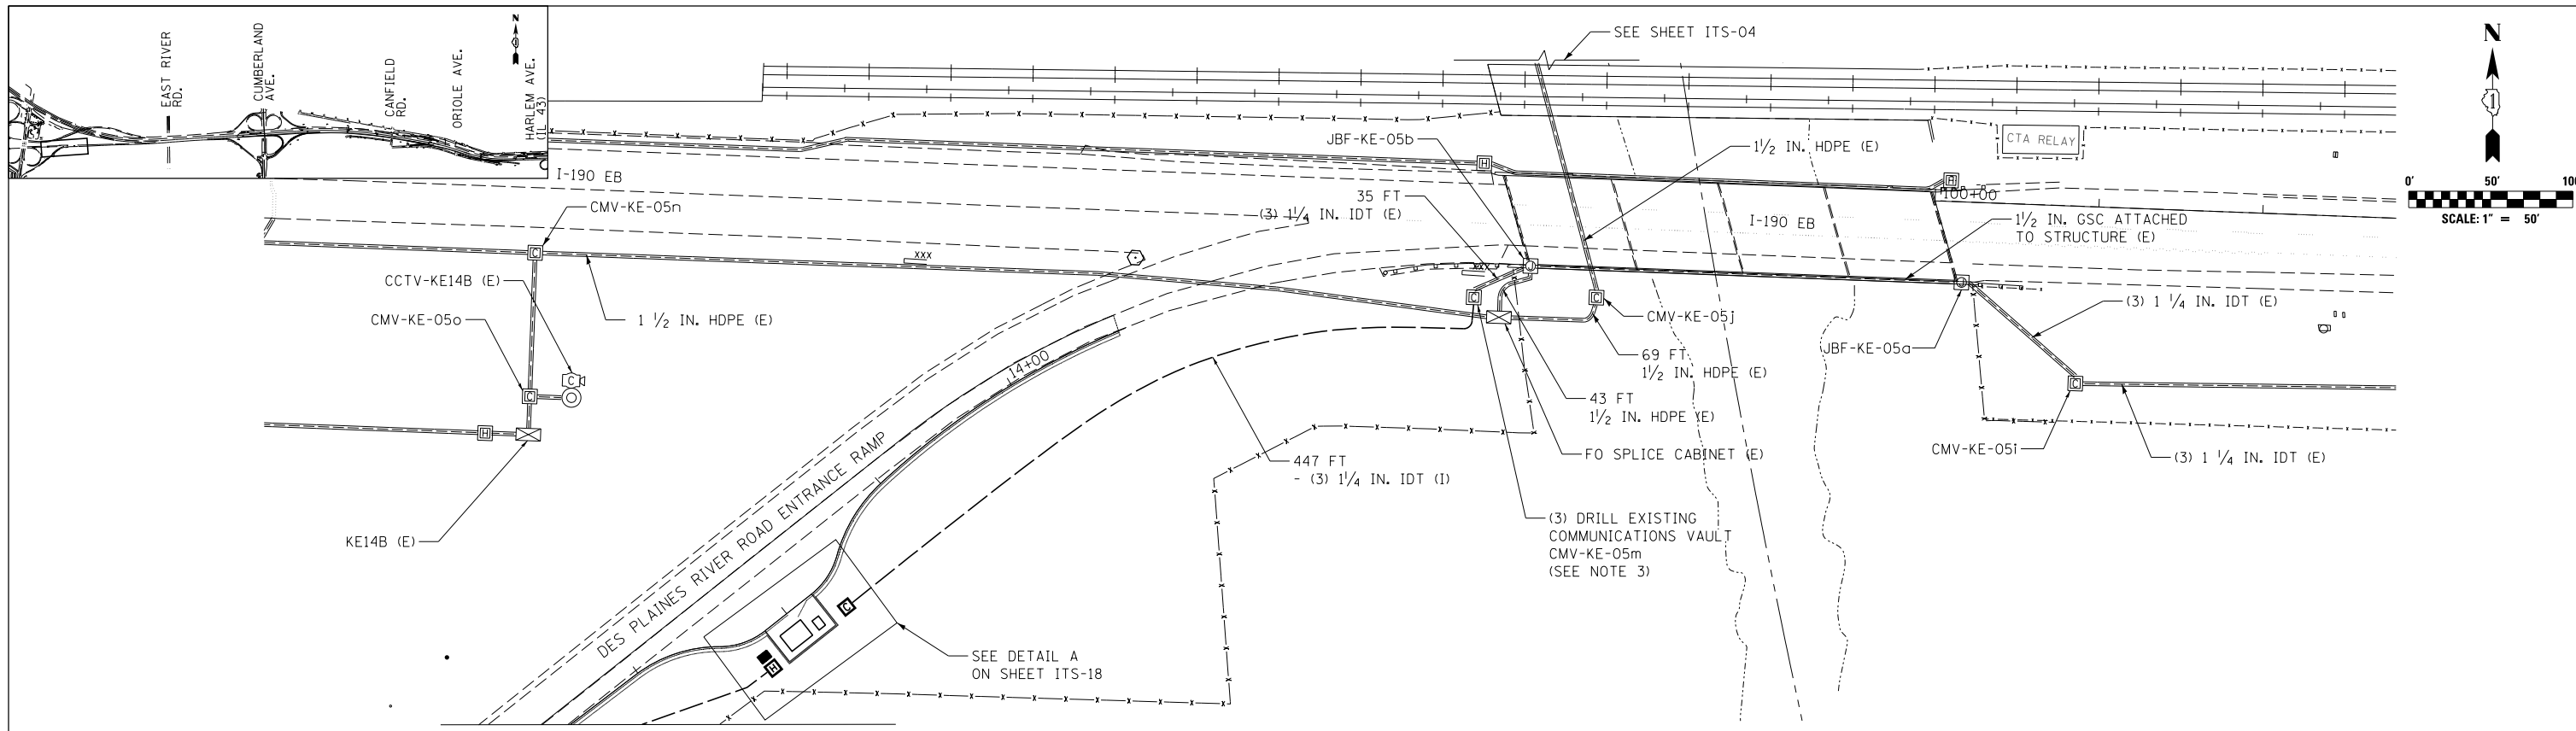 EAST RIVER
RD.
CUMBERLAND
AVE.
CANFIELD
RD.
ORIOLE AVE.
HARLEM AVE.
(IL 43)
N
SEE SHEET ITS-04
N
1
0'
50'
100
SCALE: 1" = 50'
JBF-KE-05b
H
1 1/2 IN. HDPE (E)
CTA RELAY
H
I-190 EB
35 FT
(3) 1 1/4 IN. IDT (E)
100+00
CMV-KE-05n
I-190 EB
1 1/2 IN. GSC ATTACHED
TO STRUCTURE (E)
C
XXX
CCTV-KE14B (E)
J
J
C
C
CMV-KE-05j
(3) 1 1/4 IN. IDT (E)
CMV-KE-05o
1 1/2 IN. HDPE (E)
JBF-KE-05a
69 FT
1 1/2 IN. HDPE (E)
14+00
C
C
C
43 FT
1 1/2 IN. HDPE (E)
H
FO SPLICE CABINET (E)
447 FT
- (3) 1 1/4 IN. IDT (I)
CMV-KE-05i
(3) 1 1/4 IN. IDT (E)
KE14B (E)
(3) DRILL EXISTING
COMMUNICATIONS VAULT
CMV-KE-05m
(SEE NOTE 3)
DES PLAINES RIVER ROAD ENTRANCE RAMP
C
H
SEE DETAIL A
ON SHEET ITS-18